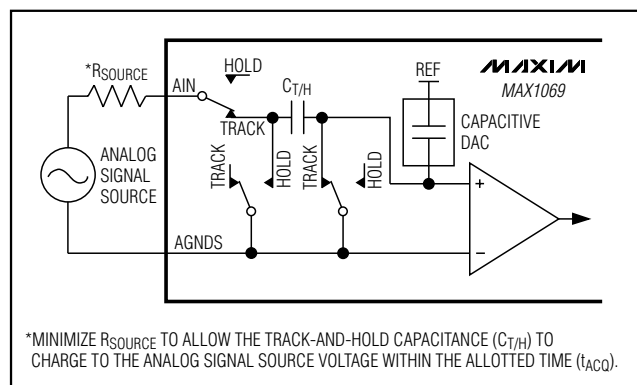 HOLD
*RSOURCE
AIN
CT/H
REF
MAXIM
MAX1069
TRACK
CAPACITIVE
DAC
ANALOG
SIGNAL
SOURCE
TRACK
HOLD
TRACK
HOLD
+
−
AGNDS
*MINIMIZE RSOURCE TO ALLOW THE TRACK-AND-HOLD CAPACITANCE (CT/H) TO
CHARGE TO THE ANALOG SIGNAL SOURCE VOLTAGE WITHIN THE ALLOTTED TIME (tACQ).